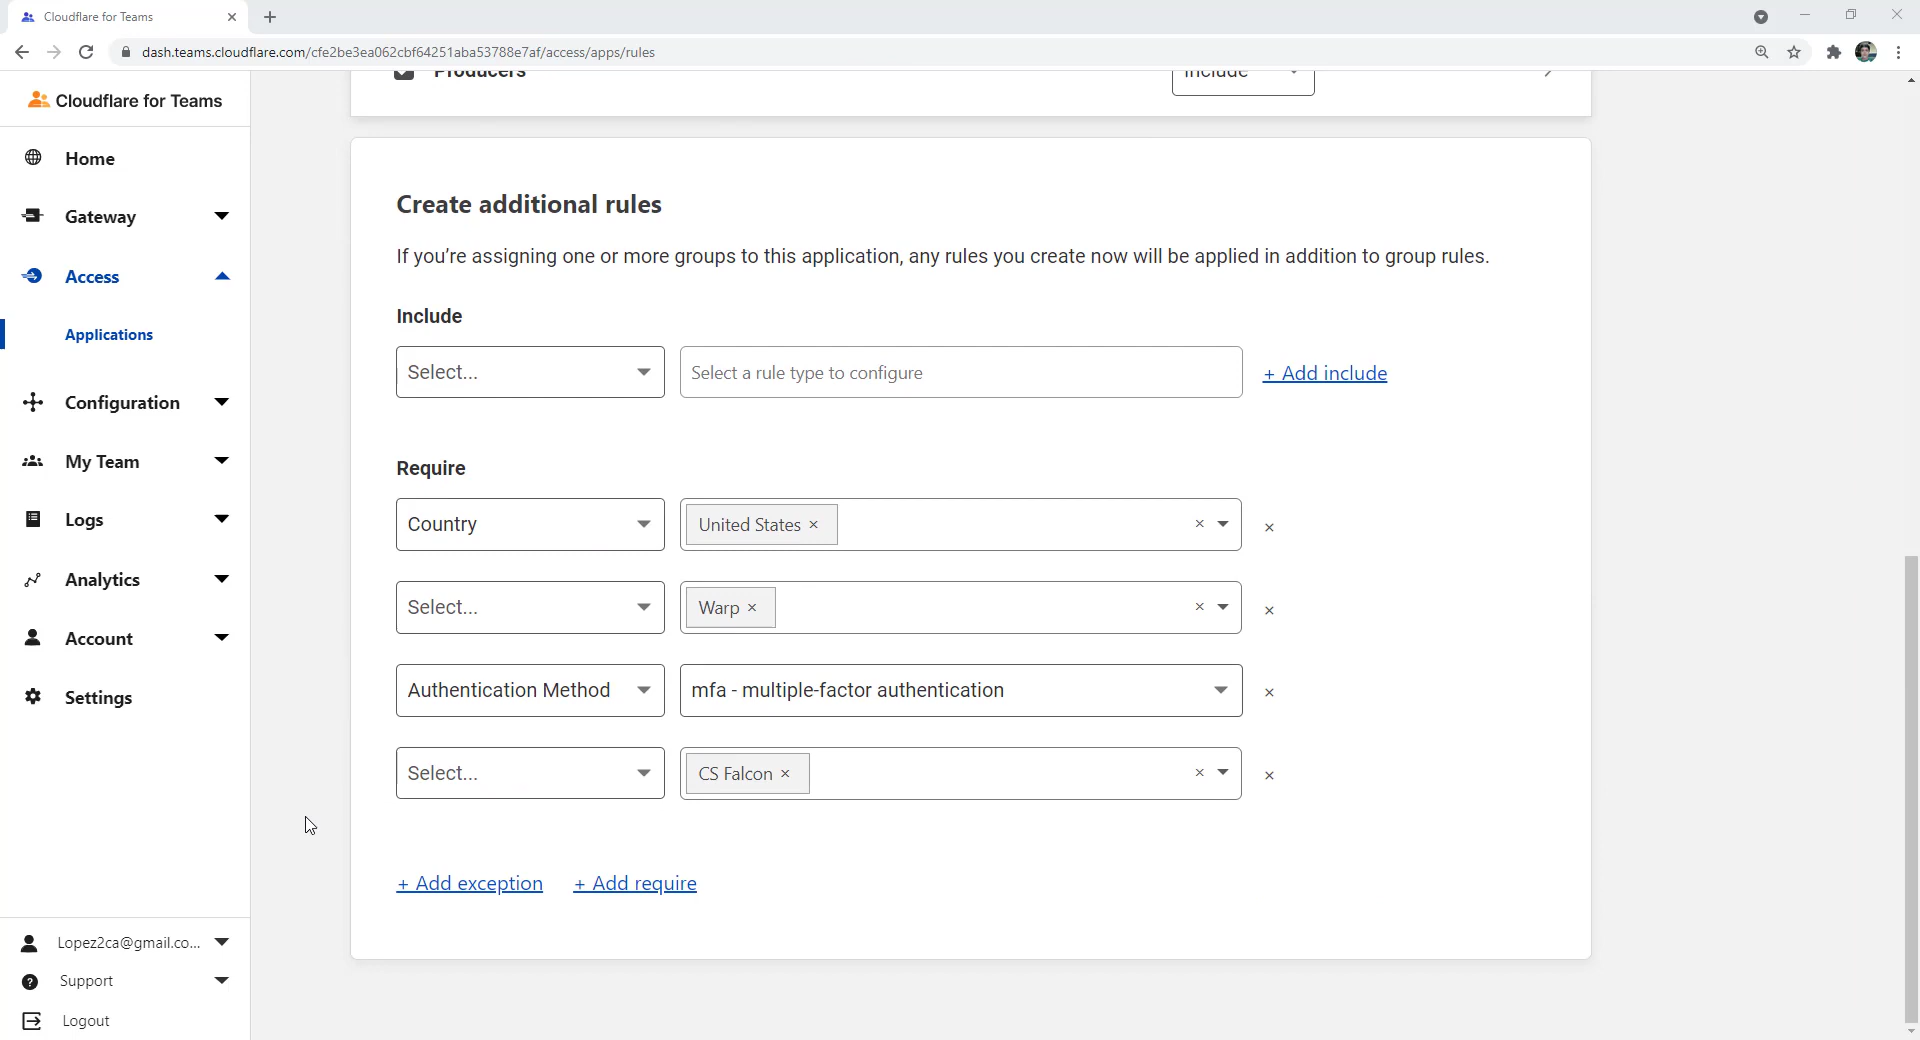 Cloudflare for Teams
dash.teams.cloudflare.com/cfe2be3ea062cbf64251aba53788e7af/access/apps/rules
Cloudflare for Teams
Home
Gateway
Access
Applications
Configuration
My Team
Logs
Analytics
Account
Settings
Lopez2ca@gmail.co...
Support
Logout
Producers
Include
Create additional rules
If you're assigning one or more groups to this application, any rules you create now will be applied in addition to group rules.
Include
Select... Select a rule type to configure + Add include
Require
Country United States ×
Select... Warp ×
Authentication Method mfa - multiple-factor authentication
Select... CS Falcon ×
+ Add exception + Add require